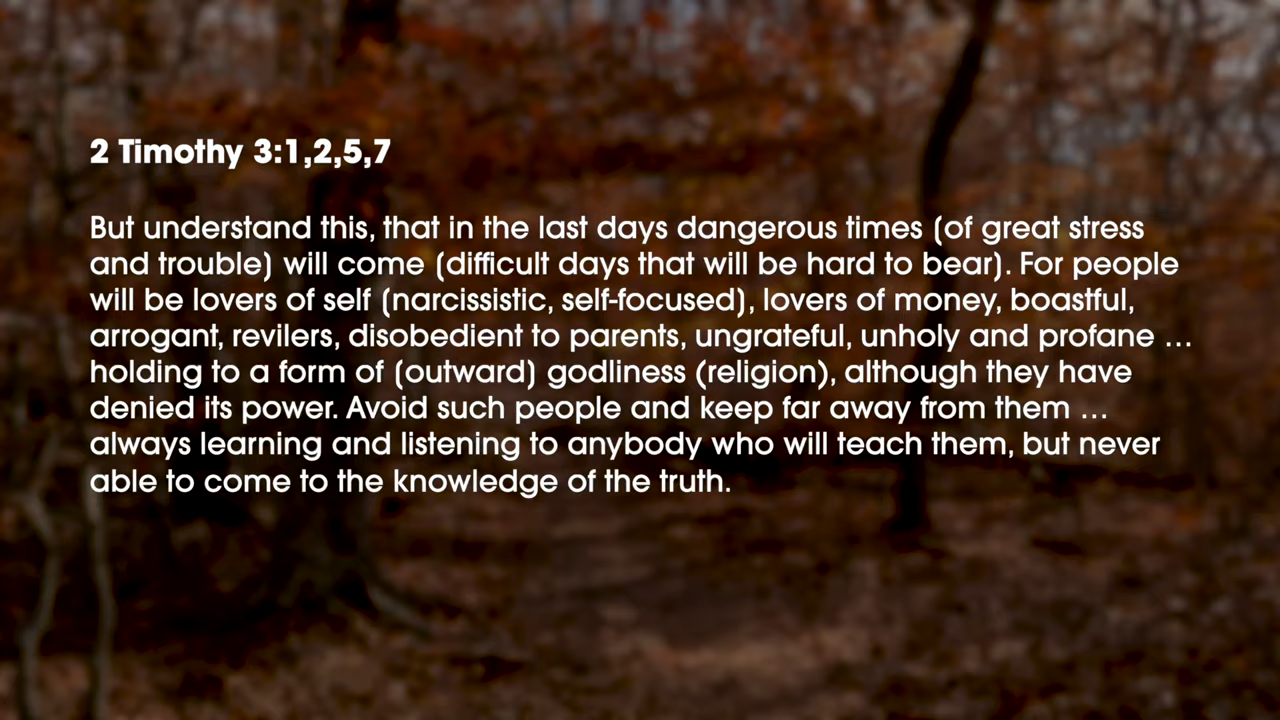 2 Timothy 3:1,2,5,7
But understand this, that in the last days dangerous times (of great stress
and trouble) will come (difficult days that will be hard to bear). For people
will be lovers of self (narcissistic, self-focused), lovers of money, boastful,
arrogant, revilers, disobedient to parents, ungrateful, unholy and profane ...
holding to a form of (outward) godliness (religion), although they have
denied its power. Avoid such people and keep far away from them ...
always learning and listening to anybody who will teach them, but never
able to come to the knowledge of the truth.